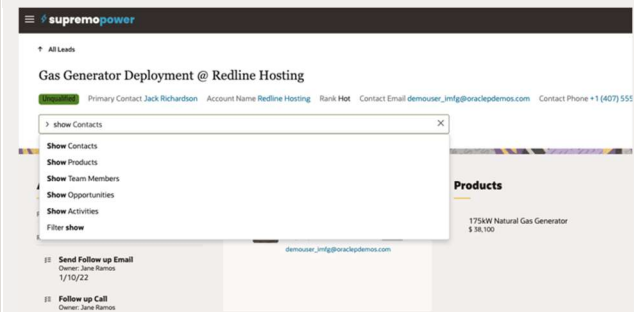 supremopower
All Leads
Gas Generator Deployment @ Redline Hosting
Unqualified Primary Contact Jack Richardson Account Name Redline Hosting Rank Hot Contact Email demouser_imfg@oraclepdemos.com Contact Phone +1 (407) 555
show Contacts
Show Contacts
Show Products
Show Team Members
Show Opportunities
Show Activities
Filter show
Products
175kW Natural Gas Generator
$ 38,100
demouser_imfg@oraclepdemos.com
Send Follow up Email
Owner: Jane Ramos
1/10/22
Follow up Call
Owner: Jane Ramos